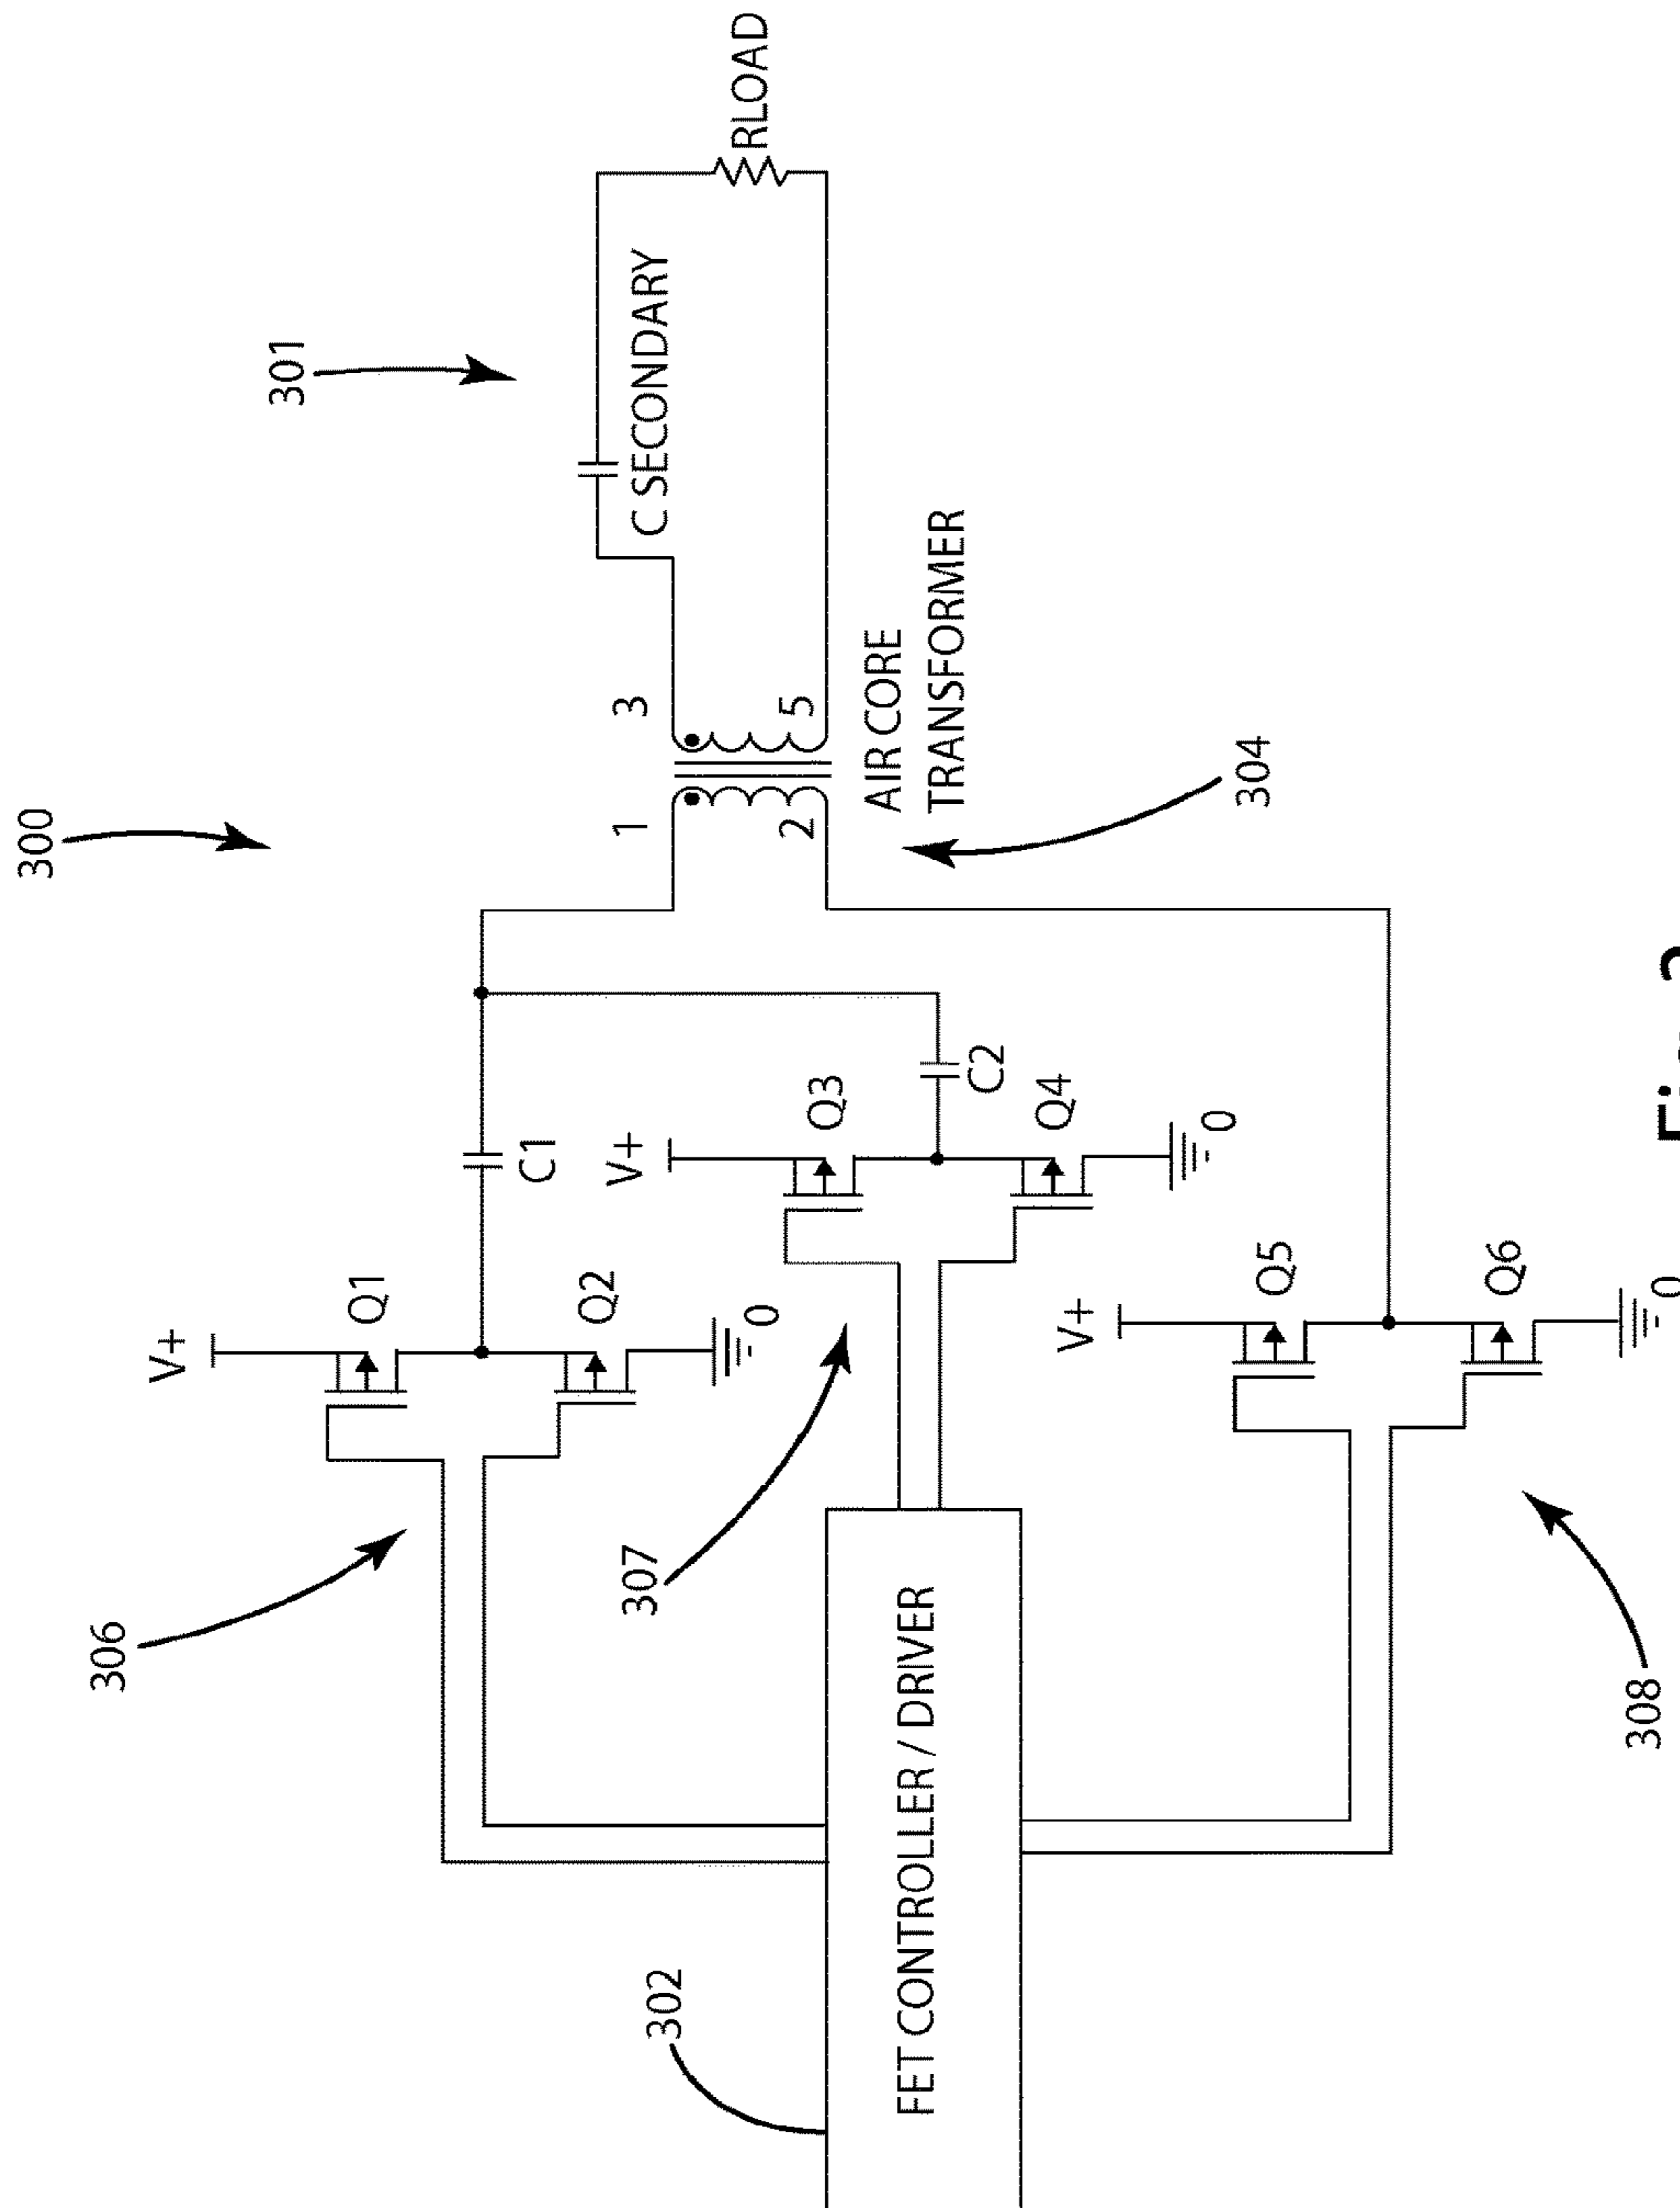 300
301
306
V+
Q1
Q2
0
C1
1
2
3
5
C SECONDARY
RLOAD
AIR CORE
TRANSFORMER
304
302
FET CONTROLLER / DRIVER
307
V+
Q3
Q4
0
C2
V+
Q5
Q6
0
308